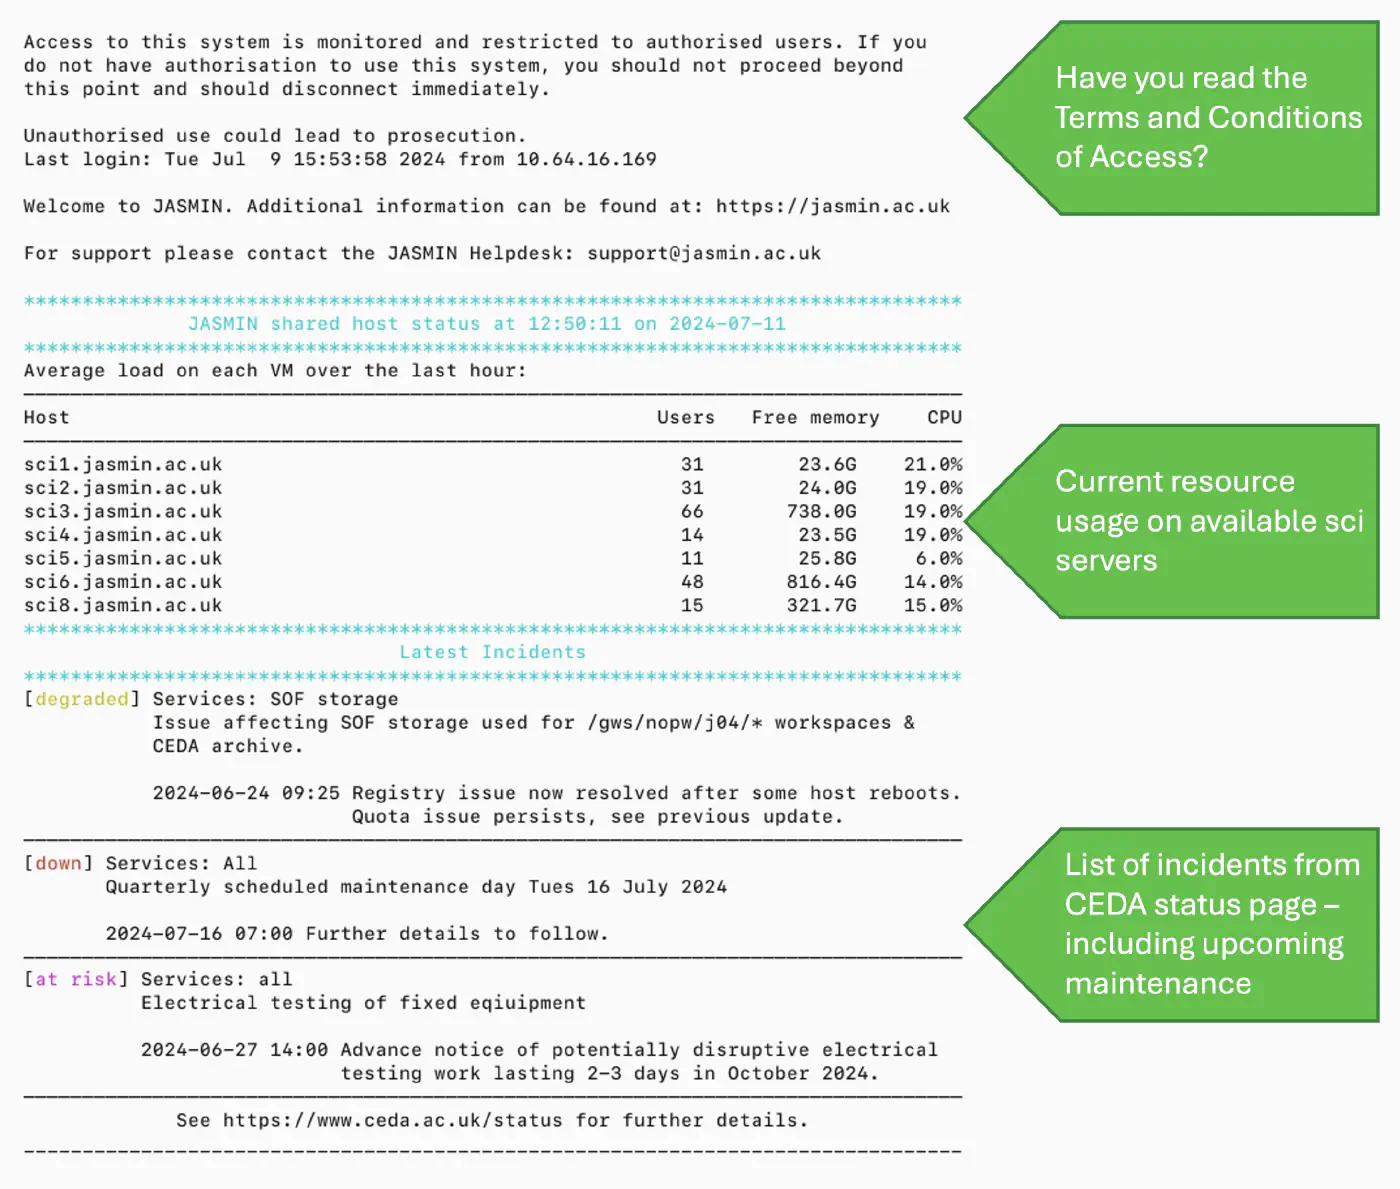 Access to this system is monitored and restricted to authorised users. If you
do not have authorisation to use this system, you should not proceed beyond
this point and should disconnect immediately.
Unauthorised use could lead to prosecution.
Last login: Tue Jul  9 15:53:58 2024 from 10.64.16.169
Welcome to JASMIN. Additional information can be found at: https://jasmin.ac.uk
For support please contact the JASMIN Helpdesk: support@jasmin.ac.uk
Have you read the
Terms and Conditions
of Access?
********************************************************************************
JASMIN shared host status at 12:50:11 on 2024-07-11
********************************************************************************
Average load on each VM over the last hour:
Host Users Free memory CPU
sci1.jasmin.ac.uk 31 23.6G 21.0%
sci2.jasmin.ac.uk 31 24.0G 19.0%
sci3.jasmin.ac.uk 66 738.0G 19.0%
sci4.jasmin.ac.uk 14 23.5G 19.0%
sci5.jasmin.ac.uk 11 25.8G 6.0%
sci6.jasmin.ac.uk 48 816.4G 14.0%
sci8.jasmin.ac.uk 15 321.7G 15.0%
Current resource
usage on available sci
servers
********************************************************************************
Latest Incidents
********************************************************************************
[degraded] Services: SOF storage
Issue affecting SOF storage used for /gws/nopw/j04/* workspaces &
CEDA archive.
2024-06-24 09:25 Registry issue now resolved after some host reboots.
Quota issue persists, see previous update.
[down] Services: All
Quarterly scheduled maintenance day Tues 16 July 2024
2024-07-16 07:00 Further details to follow.
[at risk] Services: all
Electrical testing of fixed eqiuipment
2024-06-27 14:00 Advance notice of potentially disruptive electrical
testing work lasting 2-3 days in October 2024.
See https://www.ceda.ac.uk/status for further details.
List of incidents from
CEDA status page –
including upcoming
maintenance